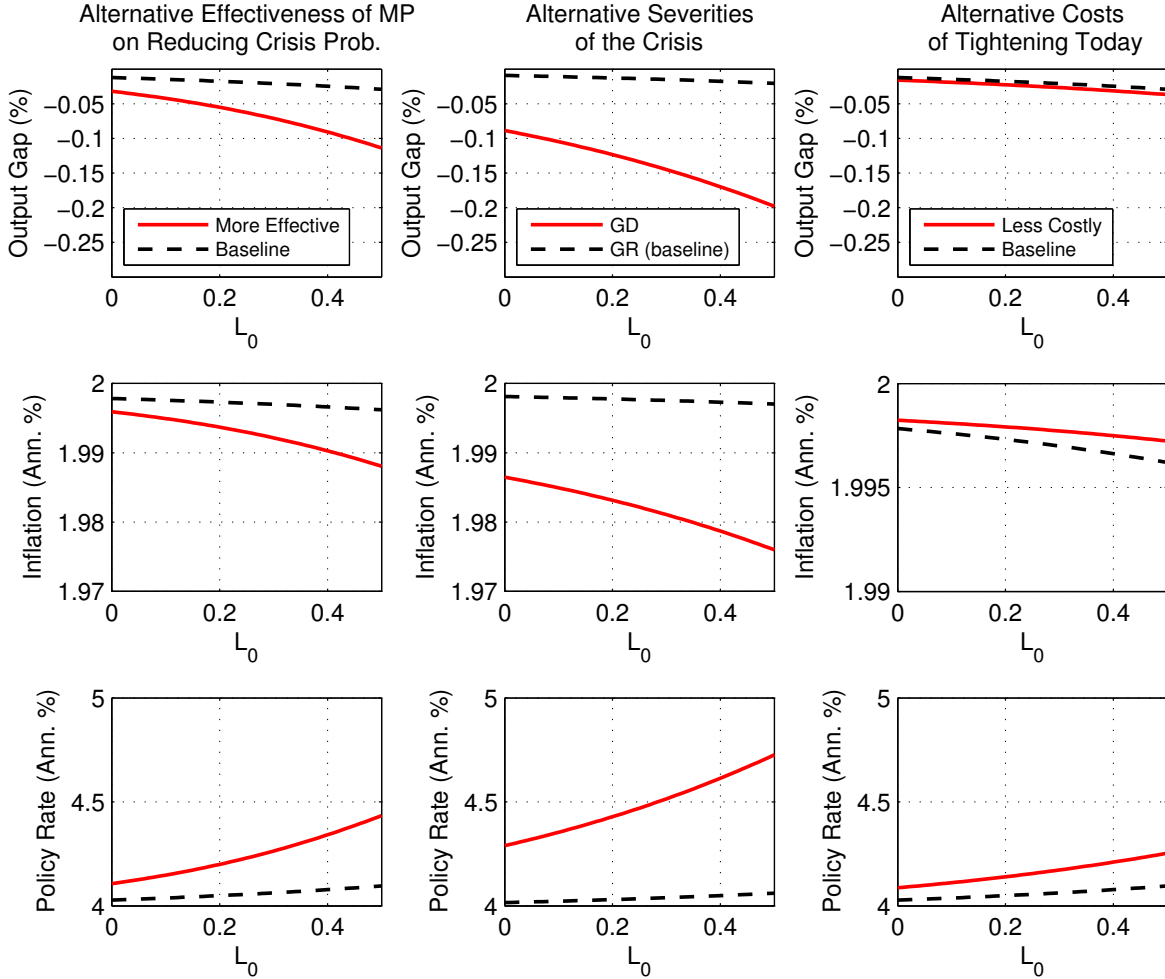 Alternative Effectiveness of MP
on Reducing Crisis Prob.
Alternative Severities
of the Crisis
Alternative Costs
of Tightening Today
Output Gap (%)
−0.05
−0.1
−0.15
−0.2
−0.25
More Effective
Baseline
0
0.2
0.4
L0
Output Gap (%)
−0.05
−0.1
−0.15
−0.2
−0.25
GD
GR (baseline)
0
0.2
0.4
L0
Output Gap (%)
−0.05
−0.1
−0.15
−0.2
−0.25
Less Costly
Baseline
0
0.2
0.4
L0
Inflation (Ann. %)
2
1.99
1.98
1.97
0
0.2
0.4
L0
Inflation (Ann. %)
2
1.99
1.98
1.97
0
0.2
0.4
L0
Inflation (Ann. %)
2
1.995
1.99
0
0.2
0.4
L0
Policy Rate (Ann. %)
5
4.5
4
0
0.2
0.4
L0
Policy Rate (Ann. %)
5
4.5
4
0
0.2
0.4
L0
Policy Rate (Ann. %)
5
4.5
4
0
0.2
0.4
L0